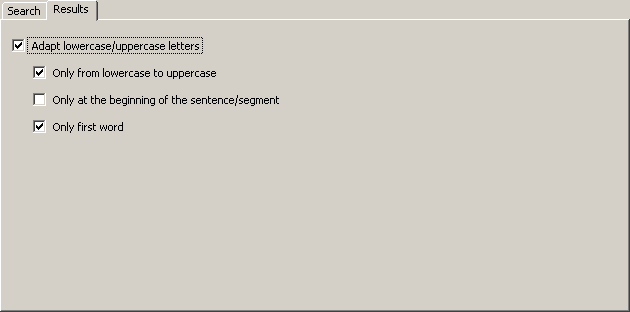 Search Results
Adapt lowercase/uppercase letters
Only from lowercase to uppercase
Only at the beginning of the sentence/segment
Only first word